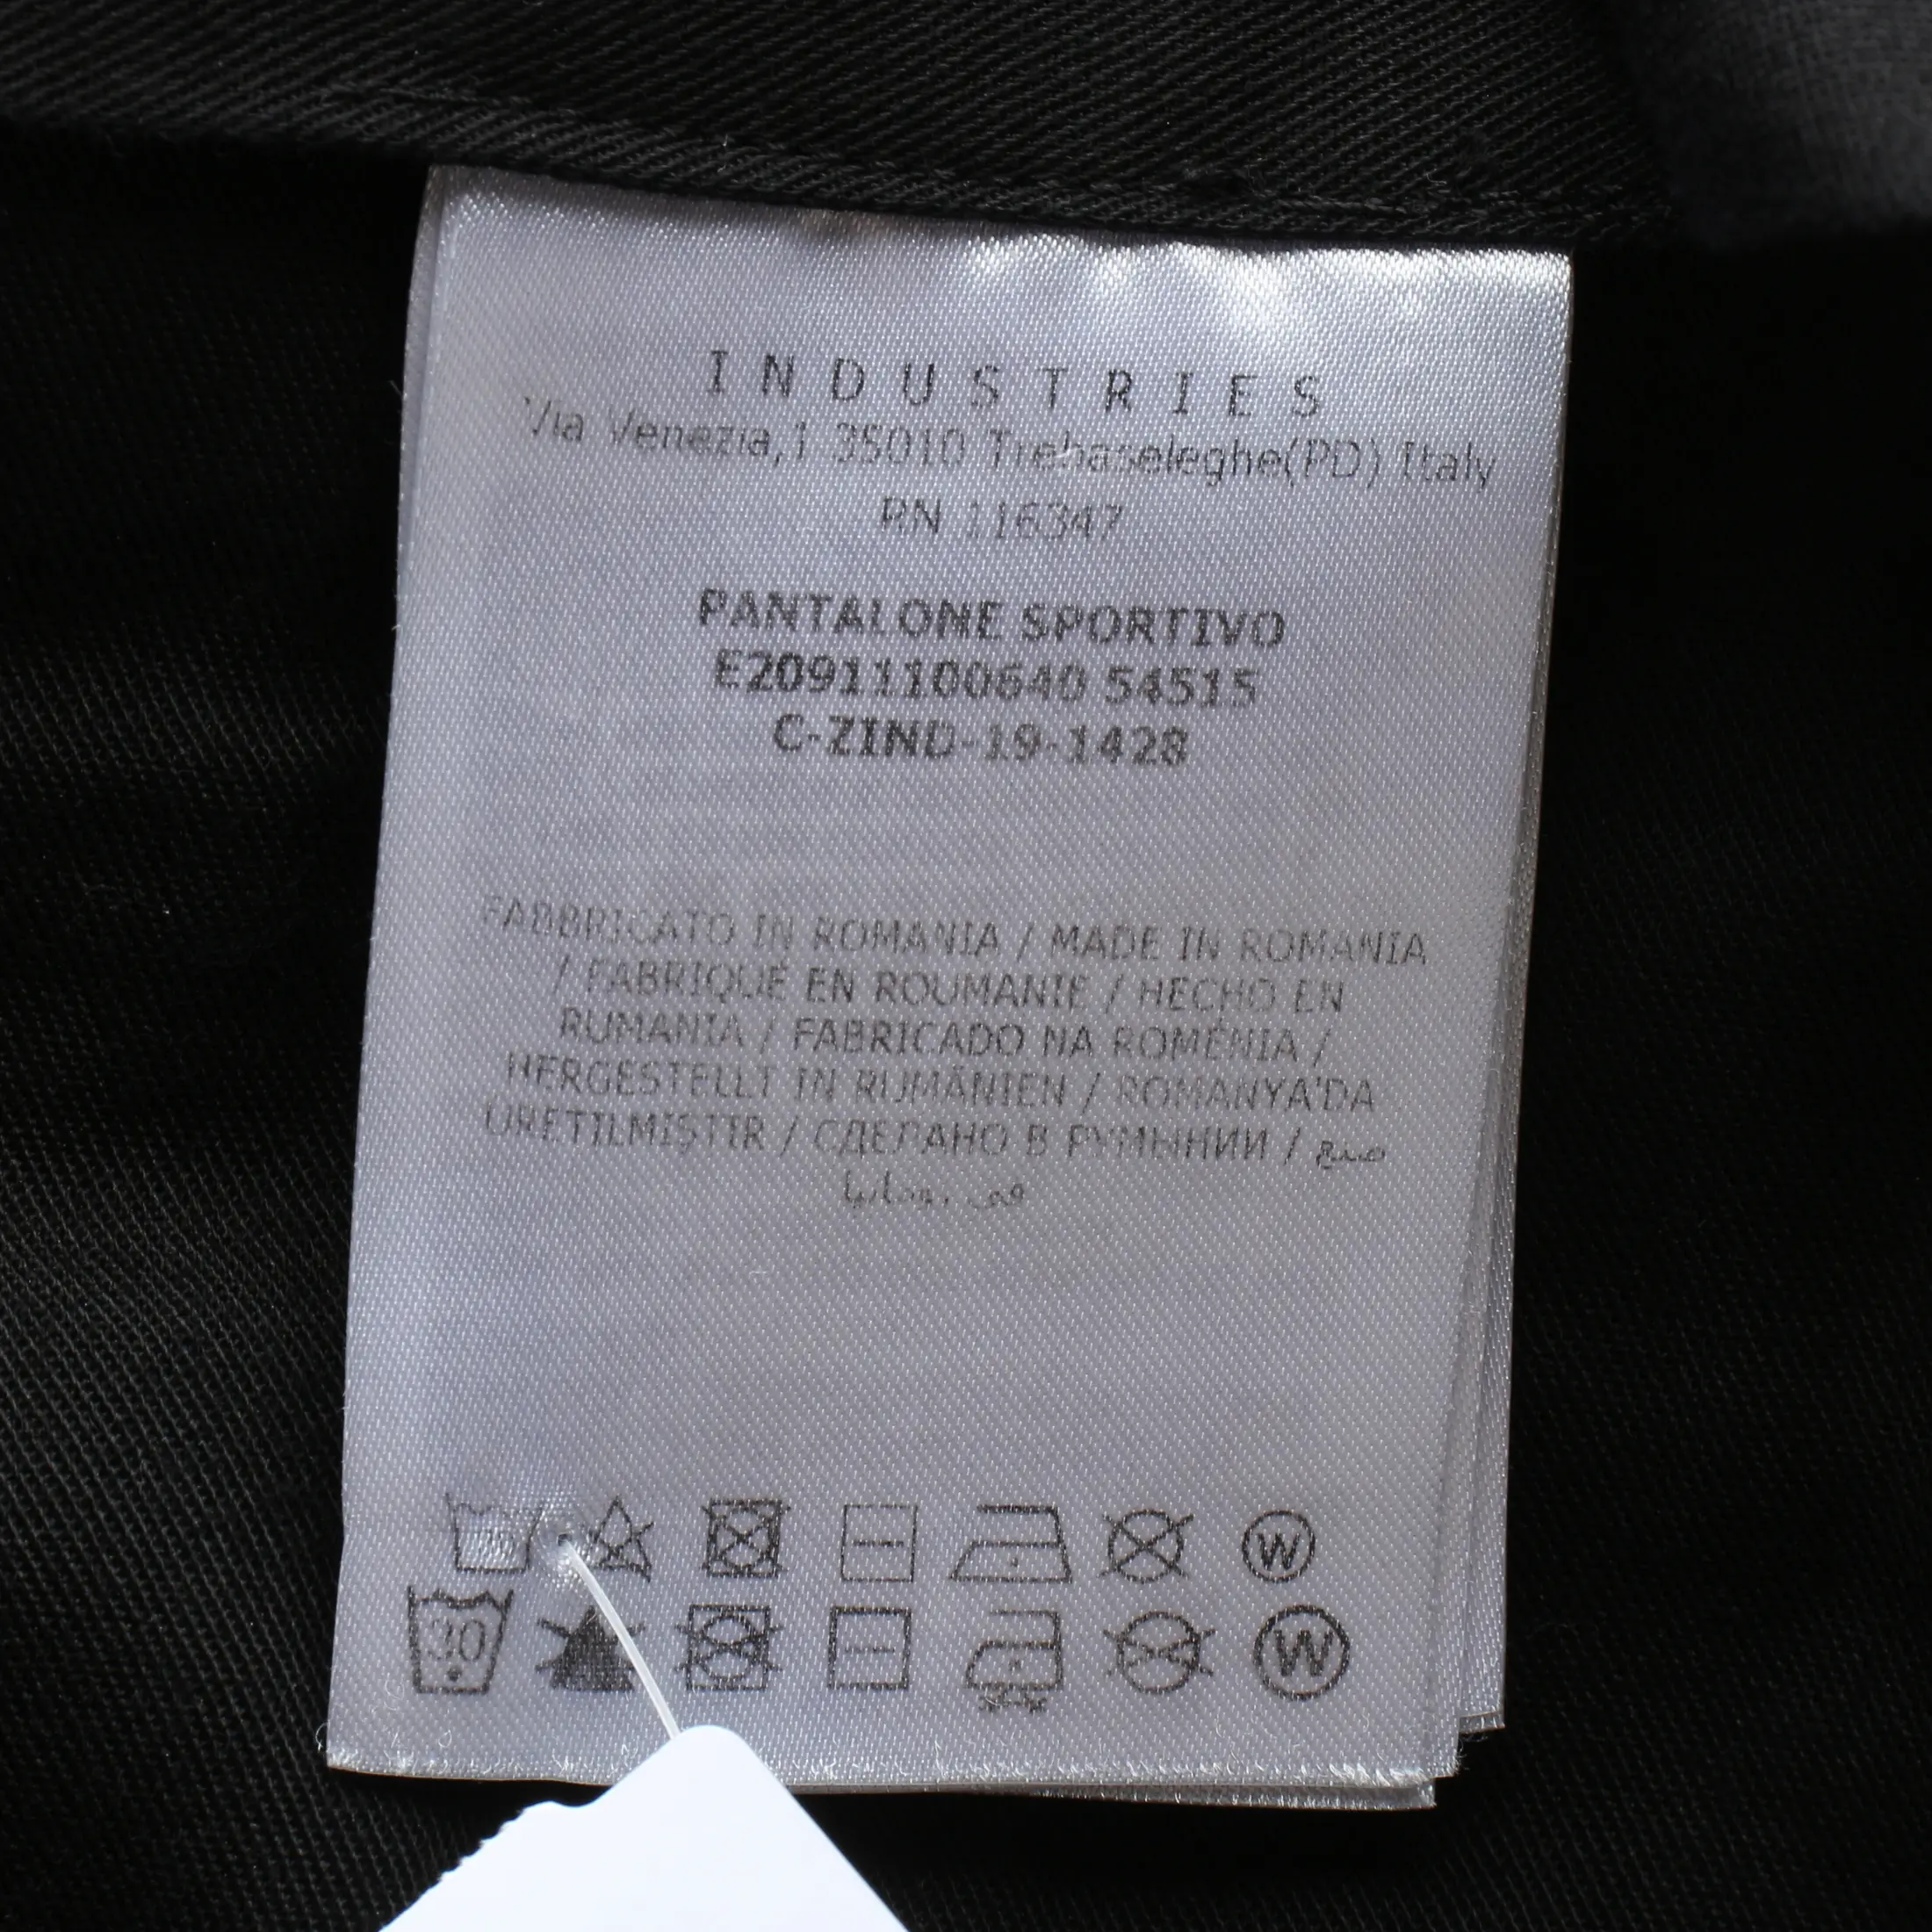 INDUSTRIES
Via Venezia,1 35010 Trebaseleghe(PD) Italy
RN 116347
PANTALONE SPORTIVO
E20911100640 54515
C-ZIND-19-1428
FABBRICATO IN ROMANIA / MADE IN ROMANIA
/ FABRIQUÉ EN ROUMANIE / HECHO EN
RUMANIA / FABRICADO NA ROMÉNIA /
HERGESTELLT IN RUMÄNIEN / ROMANYA'DA
ÜRETILMIŞTIR / СДЕЛАНО В РУМЫНИИ / صنع
في رومانيا
W
30
W